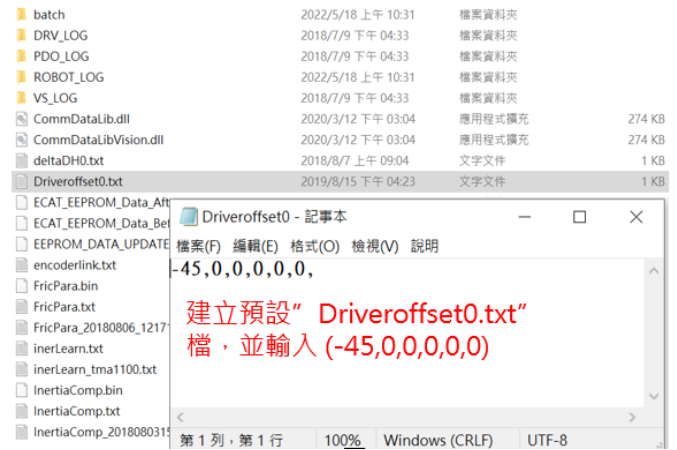 batch 2022/5/18 上午 10:31 檔案資料夾
DRV_LOG 2018/7/9 下午 04:33 檔案資料夾
PDO_LOG 2018/7/9 下午 04:33 檔案資料夾
ROBOT_LOG 2022/5/18 上午 10:31 檔案資料夾
VS_LOG 2018/7/9 下午 04:33 檔案資料夾
CommDataLib.dll 2020/3/12 下午 03:04 應用程式擴充 274 KB
CommDataLibVision.dll 2020/3/12 下午 03:04 應用程式擴充 274 KB
deltaDH0.txt 2018/8/7 上午 09:04 文字文件 1 KB
Driveroffset0.txt 2019/8/15 下午 04:23 文字文件 1 KB
ECAT_EEPROM_Data_Aft
ECAT_EEPROM_Data_Bef
EEPROM_DATA_UPDATE
encoderlink.txt
FricPara.bin
FricPara.txt
FricPara_20180806_1217
inerLearn.txt
inerLearn_tma1100.txt
InertiaComp.bin
InertiaComp.txt
InertiaComp_2018080315
Driveroffset0 - 記事本
檔案(F) 編輯(E) 格式(O) 檢視(V) 說明
-45,0,0,0,0,0,
建立預設" Driveroffset0.txt"
檔,並輸入 (-45,0,0,0,0,0)
第 1 列,第 1 行 100% Windows (CRLF) UTF-8